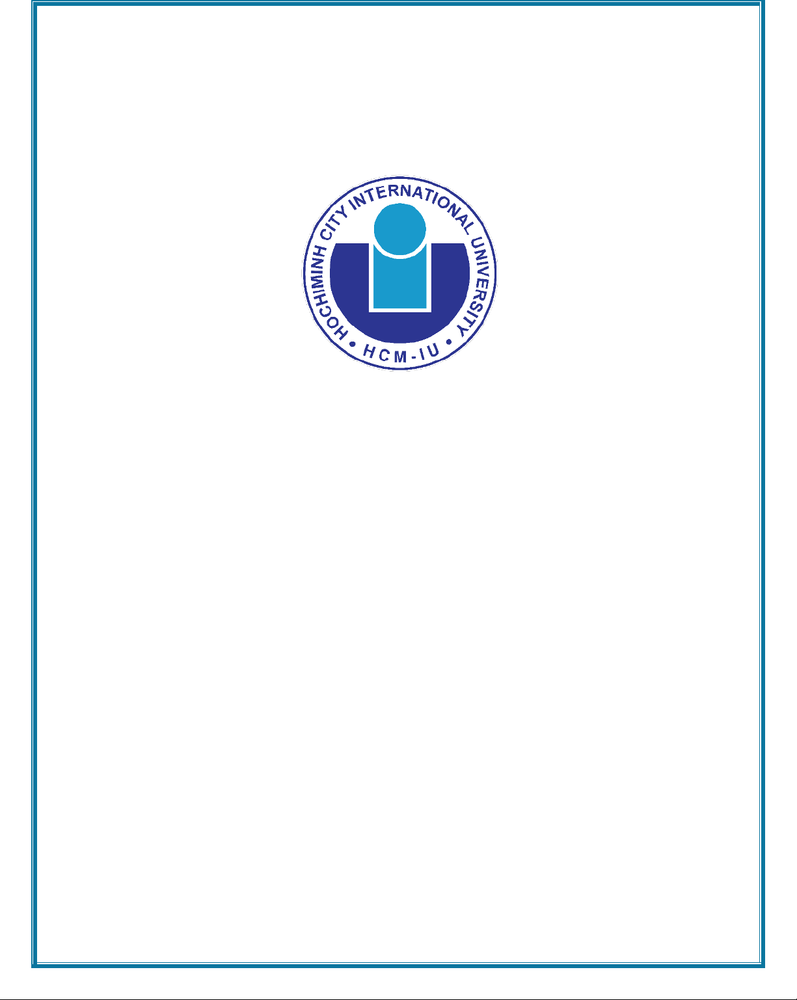 HOCHIMINH CITY INTERNATIONAL UNIVERSITY
• HCM-IU •